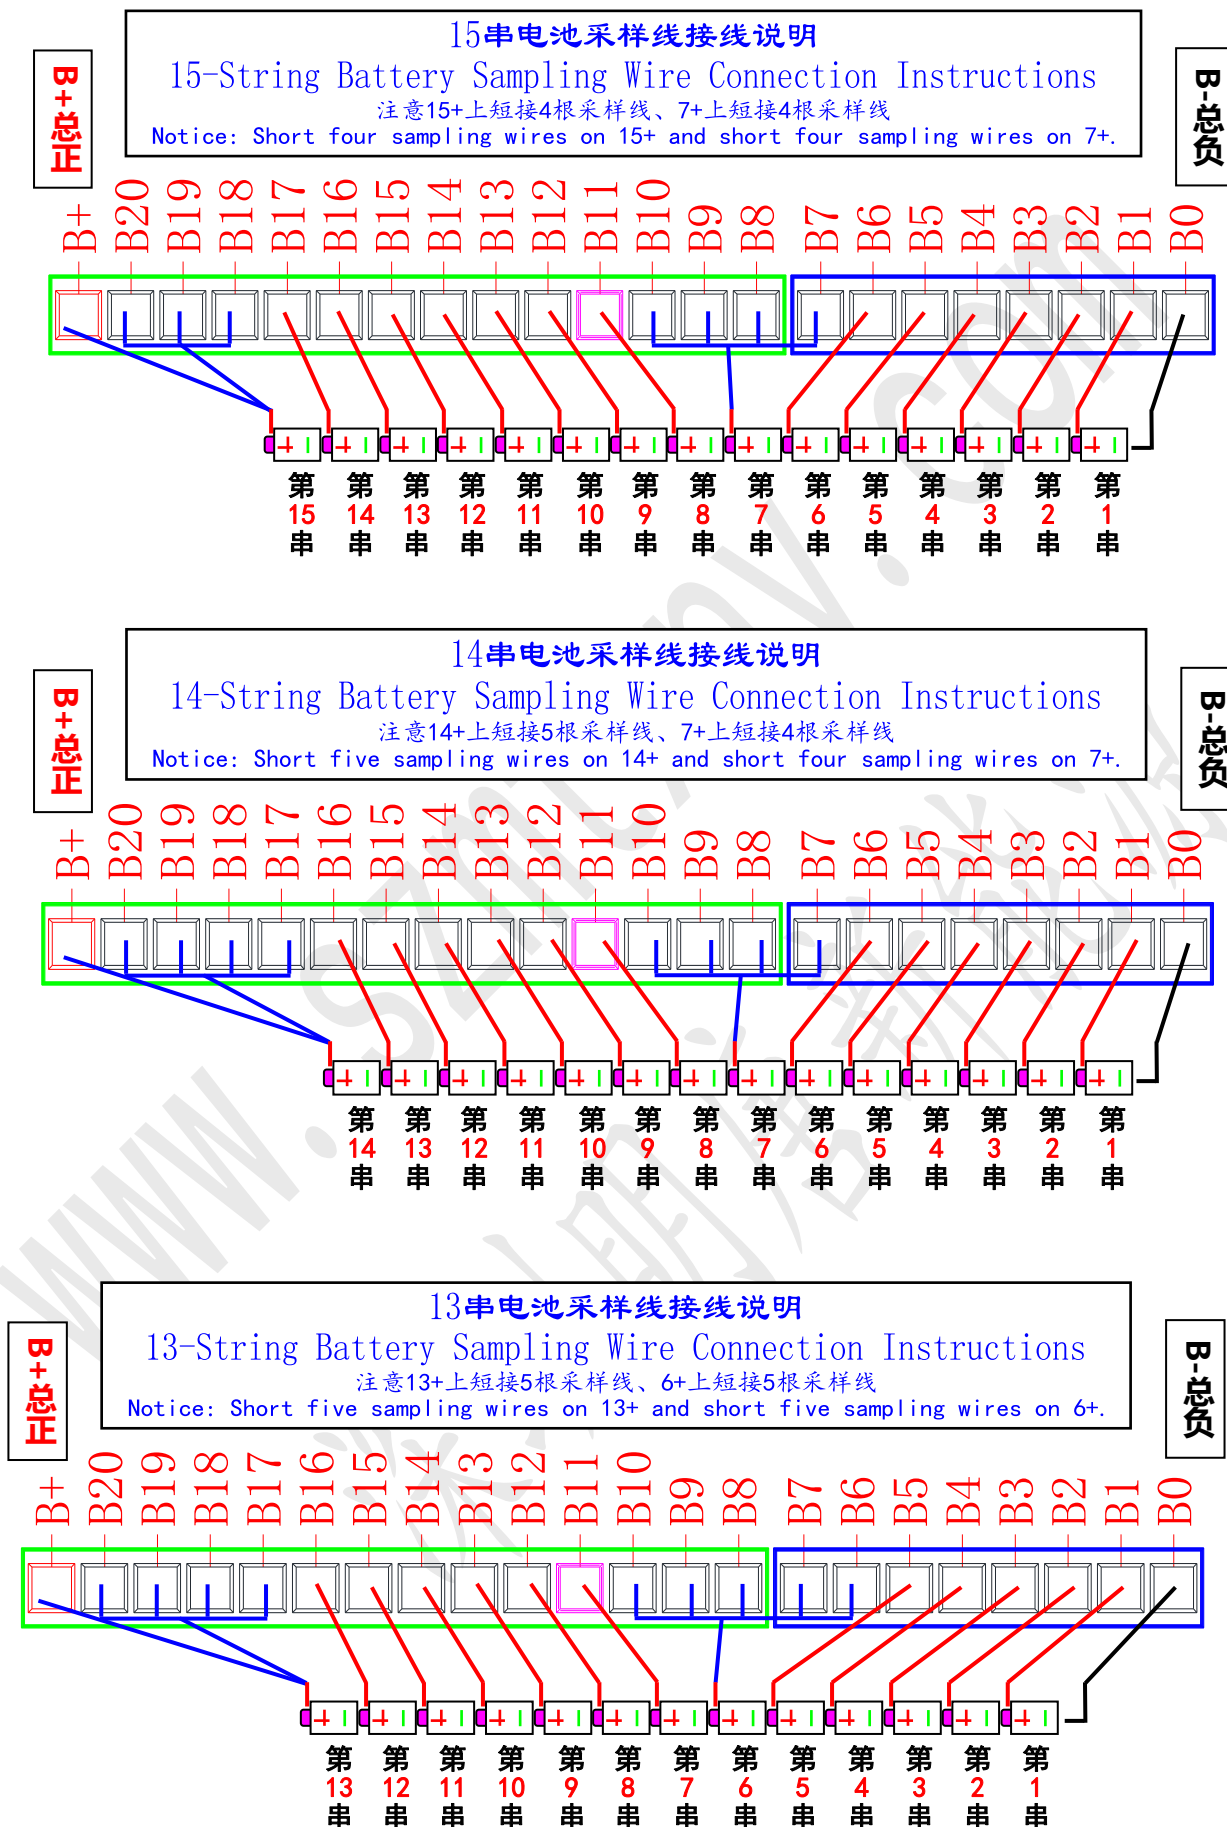 15串电池采样线接线说明
15-String Battery Sampling Wire Connection Instructions
注意15+上短接4根采样线、7+上短接4根采样线
Notice: Short four sampling wires on 15+ and short four sampling wires on 7+.
B+总正
B-总负
B+ B20 B19 B18 B17 B16 B15 B14 B13 B12 B11 B10 B9 B8 B7 B6 B5 B4 B3 B2 B1 B0
第15串 第14串 第13串 第12串 第11串 第10串 第9串 第8串 第7串 第6串 第5串 第4串 第3串 第2串 第1串
14串电池采样线接线说明
14-String Battery Sampling Wire Connection Instructions
注意14+上短接5根采样线、7+上短接4根采样线
Notice: Short five sampling wires on 14+ and short four sampling wires on 7+.
B+总正
B-总负
B+ B20 B19 B18 B17 B16 B15 B14 B13 B12 B11 B10 B9 B8 B7 B6 B5 B4 B3 B2 B1 B0
第14串 第13串 第12串 第11串 第10串 第9串 第8串 第7串 第6串 第5串 第4串 第3串 第2串 第1串
13串电池采样线接线说明
13-String Battery Sampling Wire Connection Instructions
注意13+上短接5根采样线、6+上短接5根采样线
Notice: Short five sampling wires on 13+ and short five sampling wires on 6+.
B+总正
B-总负
B+ B20 B19 B18 B17 B16 B15 B14 B13 B12 B11 B10 B9 B8 B7 B6 B5 B4 B3 B2 B1 B0
第13串 第12串 第11串 第10串 第9串 第8串 第7串 第6串 第5串 第4串 第3串 第2串 第1串